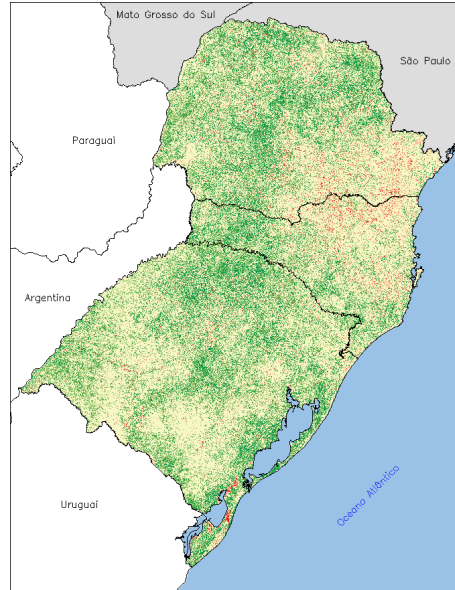 Mato Grosso do Sul
São Paulo
Paraguai
Argentina
Uruguai
Oceano Atlântico